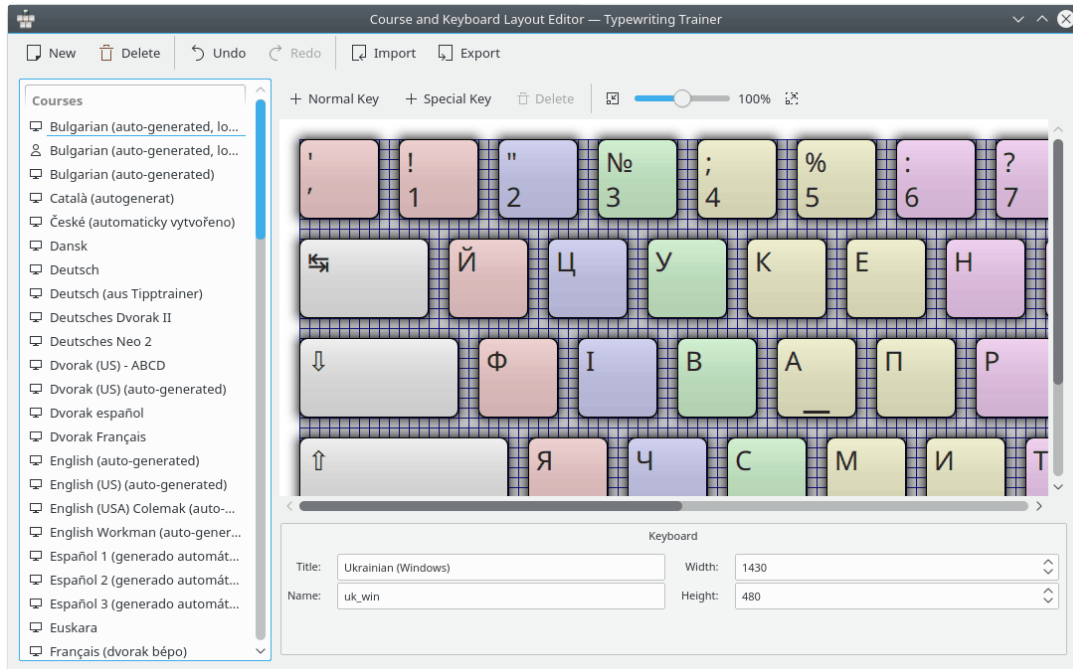 Course and Keyboard Layout Editor — Typewriting Trainer
New Delete Undo Redo Import Export
Courses
Bulgarian (auto-generated, lo...
Bulgarian (auto-generated, lo...
Bulgarian (auto-generated)
Català (autogenerat)
České (automaticky vytvořeno)
Dansk
Deutsch
Deutsch (aus Tipptrainer)
Deutsches Dvorak II
Deutsches Neo 2
Dvorak (US) - ABCD
Dvorak (US) (auto-generated)
Dvorak español
Dvorak Français
English (auto-generated)
English (US) (auto-generated)
English (USA) Colemak (auto-...
English Workman (auto-gener...
Español 1 (generado automát...
Español 2 (generado automát...
Español 3 (generado automát...
Euskara
Français (dvorak bépo)
+ Normal Key + Special Key Delete 100%
' ! " № ; % : ?
' 1 2 3 4 5 6 7
↹ Й Ц У К Е Н
⇩ Ф І В А П Р
⇧ Я Ч С М И Т
Keyboard
Title: Ukrainian (Windows) Width: 1430
Name: uk_win Height: 480